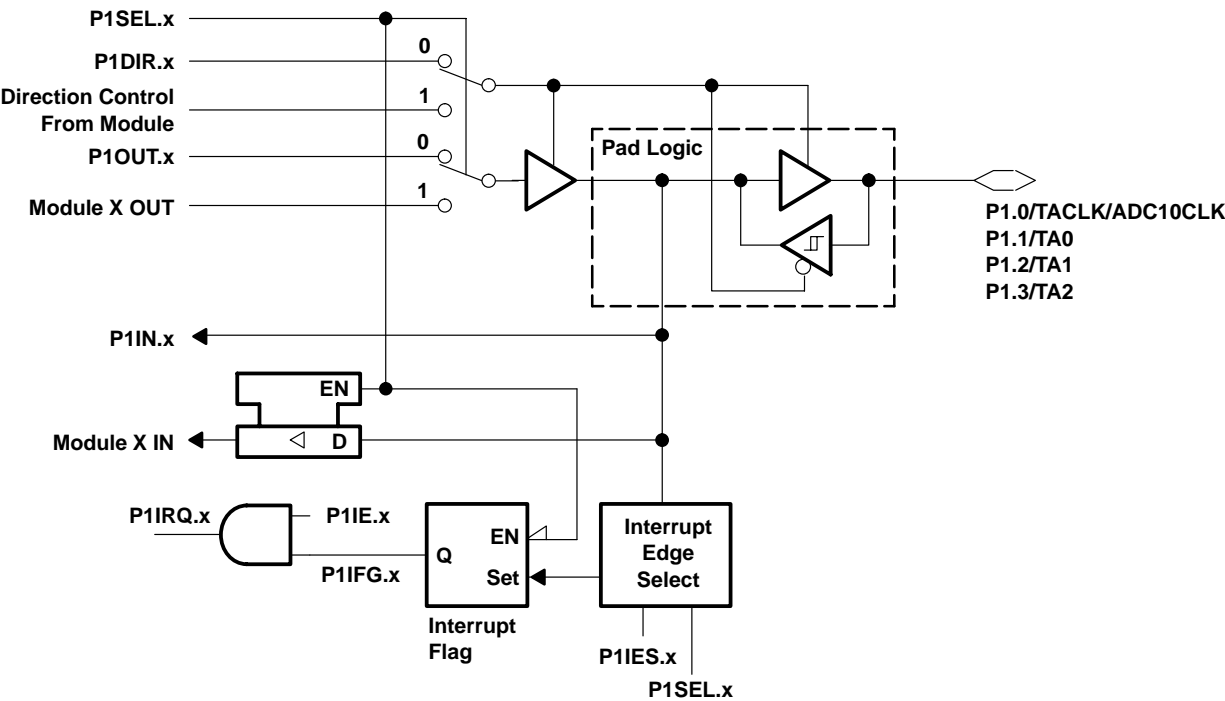 P1SEL.x
P1DIR.x
0
Direction Control
From Module
1
P1OUT.x
0
Module X OUT
1
Pad Logic
P1.0/TACLK/ADC10CLK
P1.1/TA0
P1.2/TA1
P1.3/TA2
P1IN.x
EN
Module X IN
D
P1IRQ.x
P1IE.x
P1IFG.x
Q
EN
Set
Interrupt
Flag
Interrupt
Edge
Select
P1IES.x
P1SEL.x